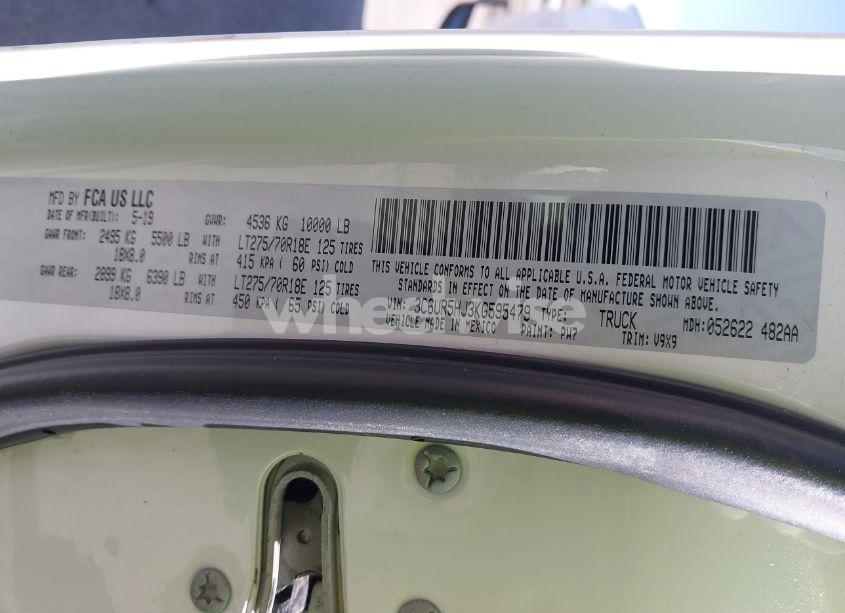 MFD BY FCA US LLC
DATE OF MFR(BUILT): 5-19 GVWR: 4536 KG 10000 LB
GAWR FRONT: 2495 KG 5500 LB WITH LT275/70R18E 125 TIRES
18X8.0 RIMS AT 415 KPA ( 60 PSI) COLD
GAWR REAR: 2899 KG 6390 LB WITH LT275/70R18E 125 TIRES
18X8.0 RIMS AT 450 KPA ( 65 PSI) COLD
THIS VEHICLE CONFORMS TO ALL APPLICABLE U.S.A. FEDERAL MOTOR VEHICLE SAFETY
STANDARDS IN EFFECT ON THE DATE OF MANUFACTURE SHOWN ABOVE.
VIN: 3C6UR5HJ3KG595479 TYPE: TRUCK MDH:052622 482AA
VEHICLE MADE IN MEXICO PAINT: PW7 TRIM: V9X9